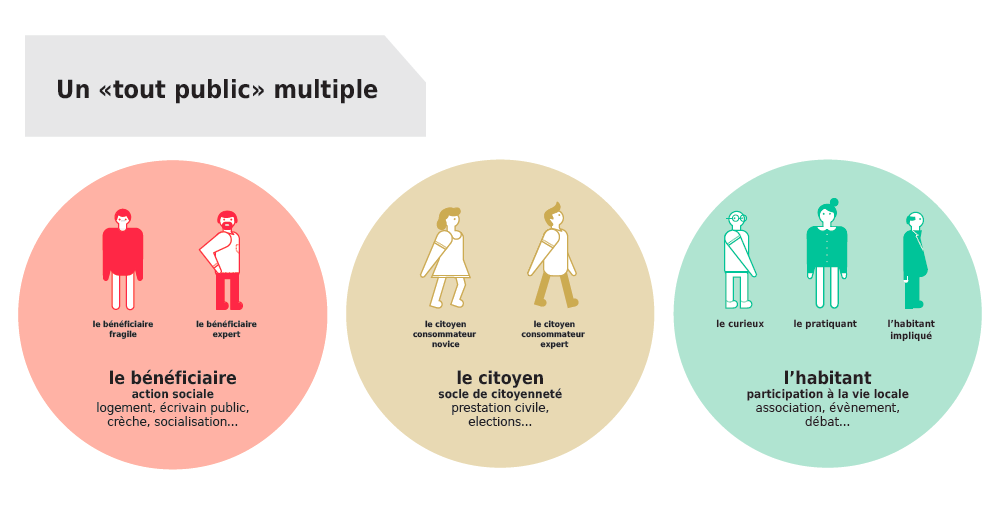 Un «tout public» multiple
le bénéficiaire
fragile
le bénéficiaire
expert
le bénéficiaire
action sociale
logement, écrivain public,
crèche, socialisation...
le citoyen
consommateur
novice
le citoyen
consommateur
expert
le citoyen
socle de citoyenneté
prestation civile,
elections...
le curieux
le pratiquant
l’habitant
impliqué
l’habitant
participation à la vie locale
association, évènement,
débat...